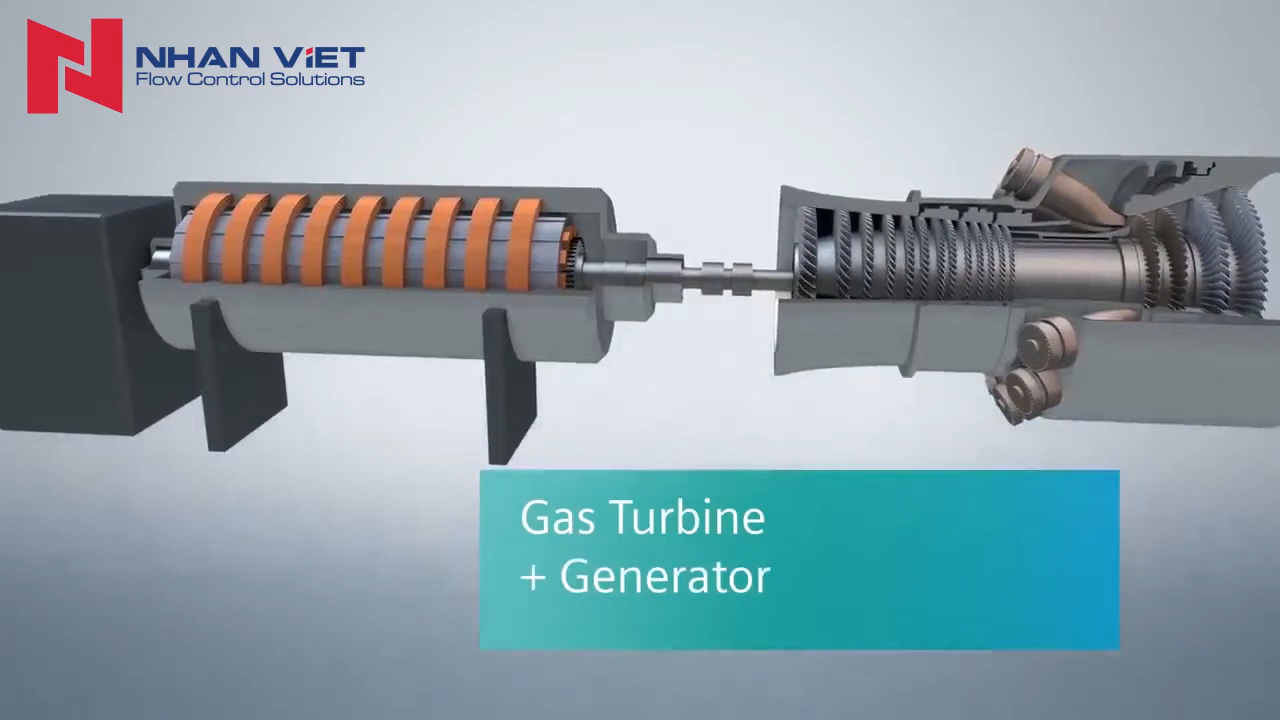 NHAN ViET
Flow Control Solutions
Gas Turbine
+ Generator